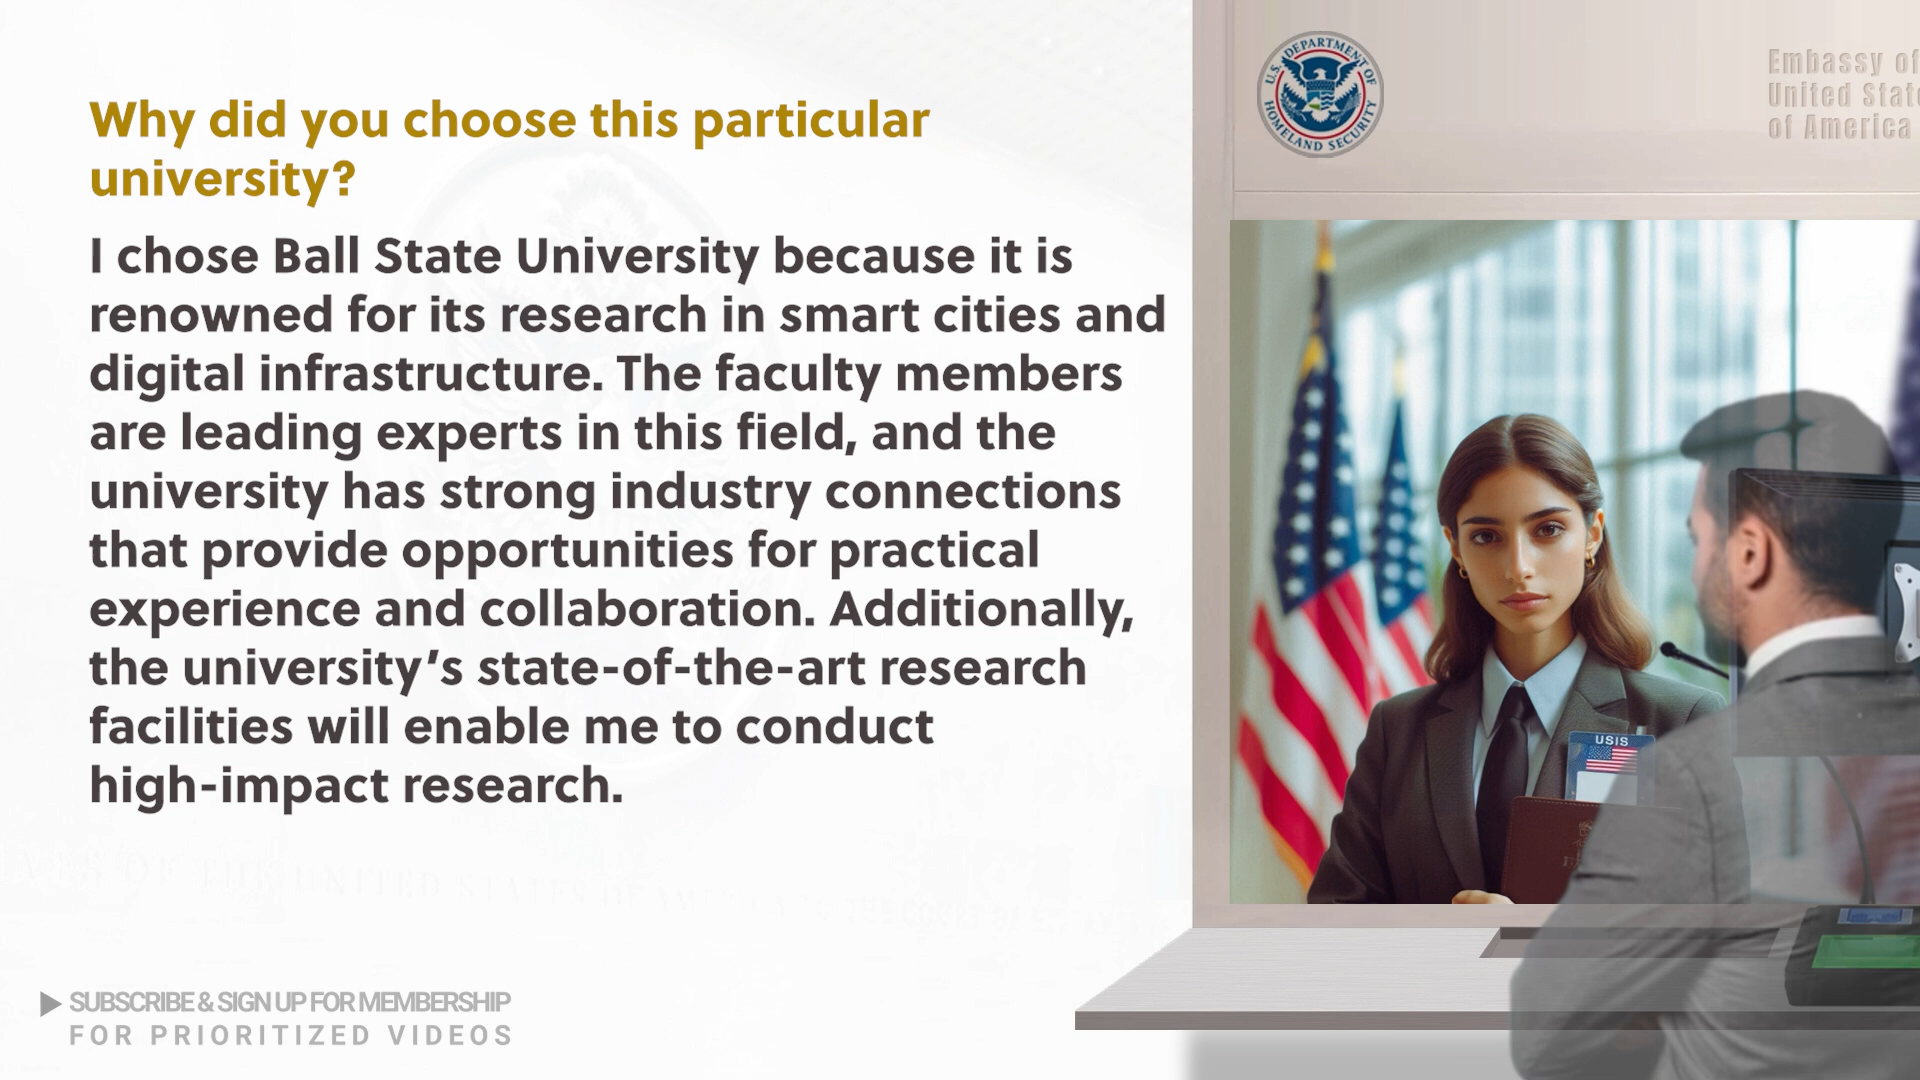 Why did you choose this particular
university?
I chose Ball State University because it is
renowned for its research in smart cities and
digital infrastructure. The faculty members
are leading experts in this field, and the
university has strong industry connections
that provide opportunities for practical
experience and collaboration. Additionally,
the university’s state-of-the-art research
facilities will enable me to conduct
high-impact research.
SUBSCRIBE & SIGN UP FOR MEMBERSHIP
FOR PRIORITIZED VIDEOS
U.S. DEPARTMENT OF
HOMELAND SECURITY
Embassy of
United State
of America
USIS